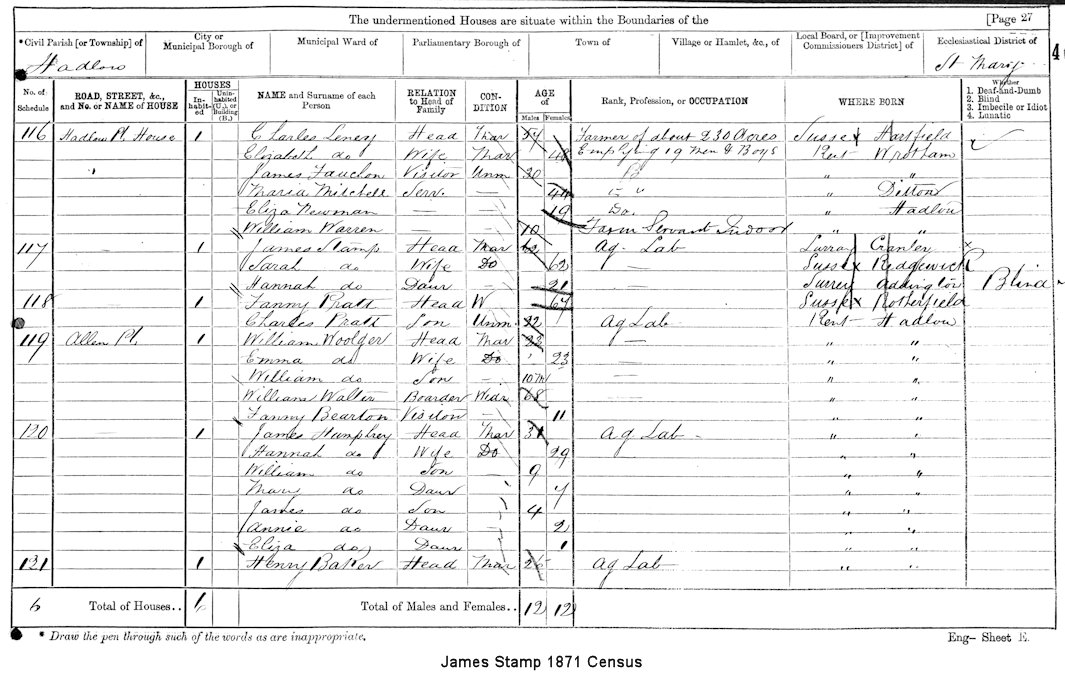 The undermentioned Houses are situate within the Boundaries of the [Page 27
*Civil Parish [or Township] of City or Municipal Borough of Municipal Ward of Parliamentary Borough of Town of Village or Hamlet, &c., of Local Board, or [Improvement Commissioners District] of Ecclesiastical District of
Hadlow St Marys
No. of Schedule ROAD, STREET, &c., and No. or NAME of HOUSE HOUSES In-habit-ed Unin-habited (U.), or Building (B.) NAME and Surname of each Person RELATION to Head of Family CON-DITION AGE of Males Females Rank, Profession, or OCCUPATION WHERE BORN Whether 1. Deaf-and-Dumb 2. Blind 3. Imbecile or Idiot 4. Lunatic
116 Hadlow Pl. House 1 Charles Leney Head Mar Farmer of about 230 Acres Sussex Hartfield
Elizabeth do Wife Mar 48 Employing 19 Men & Boys Kent Wrotham
James Fauchon Visitor Unm 30 " "
Maria Mitchell Serv. — 44 " Ditton
Eliza Newman — — 19 Do. " Hadlow
William Warren — — 10 Farm Servant Indoor " "
117 1 James Stamp Head Mar 62 Ag. Lab Surrey
Sarah do Wife Do 62 — Sussex Ridgewick
Hannah do Daur — 21 — Surrey Addington Blind
118 — 1 Fanny Pratt Head W 67 — Sussex Rotherfield
Charles Pratt Son Unm. 22 Ag Lab Kent Hadlow
119 Allen Pl. 1 William Woodger Head Mar 22 — " "
Emma do Wife Do 23 — " "
William do Son — 10m — " "
William Walter Boarder Widr 68 — " "
Fanny Bearton Visitor — 11 " "
120 — 1 James Humphrey Head Mar 31 Ag Lab " "
Hannah do Wife Do 29 " "
William do Son 9 " "
Mary do Daur 7 " "
James do Son 4 " "
Annie do Daur — 2 " "
Eliza do Daur 1 " "
121 1 Henry Baker Head Mar 26 Ag Lab " "
6 Total of Houses.. 6 Total of Males and Females.. 12 12
* Draw the pen through such of the words as are inappropriate. Eng- Sheet E.
James Stamp 1871 Census